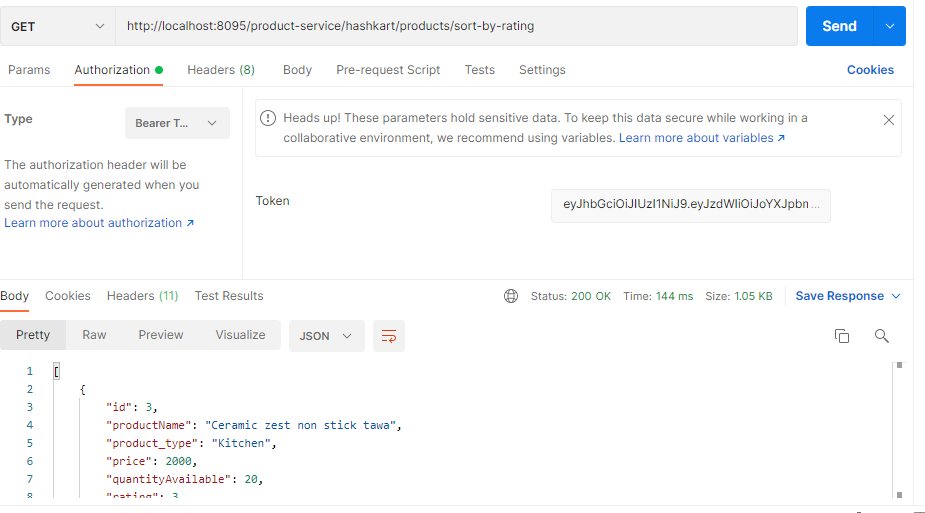 GET http://localhost:8095/product-service/hashkart/products/sort-by-rating Send
Params Authorization Headers (8) Body Pre-request Script Tests Settings Cookies
Type Bearer T...
Heads up! These parameters hold sensitive data. To keep this data secure while working in a
collaborative environment, we recommend using variables. Learn more about variables ↗
The authorization header will be
automatically generated when you
send the request.
Learn more about authorization ↗
Token eyJhbGciOiJIUzI1NiJ9.eyJzdWIiOiJoYXJpbm...
Body Cookies Headers (11) Test Results Status: 200 OK Time: 144 ms Size: 1.05 KB Save Response
Pretty Raw Preview Visualize JSON
1 [
2 {
3 "id": 3,
4 "productName": "Ceramic zest non stick tawa",
5 "product_type": "Kitchen",
6 "price": 2000,
7 "quantityAvailable": 20,
8 "rating": 3